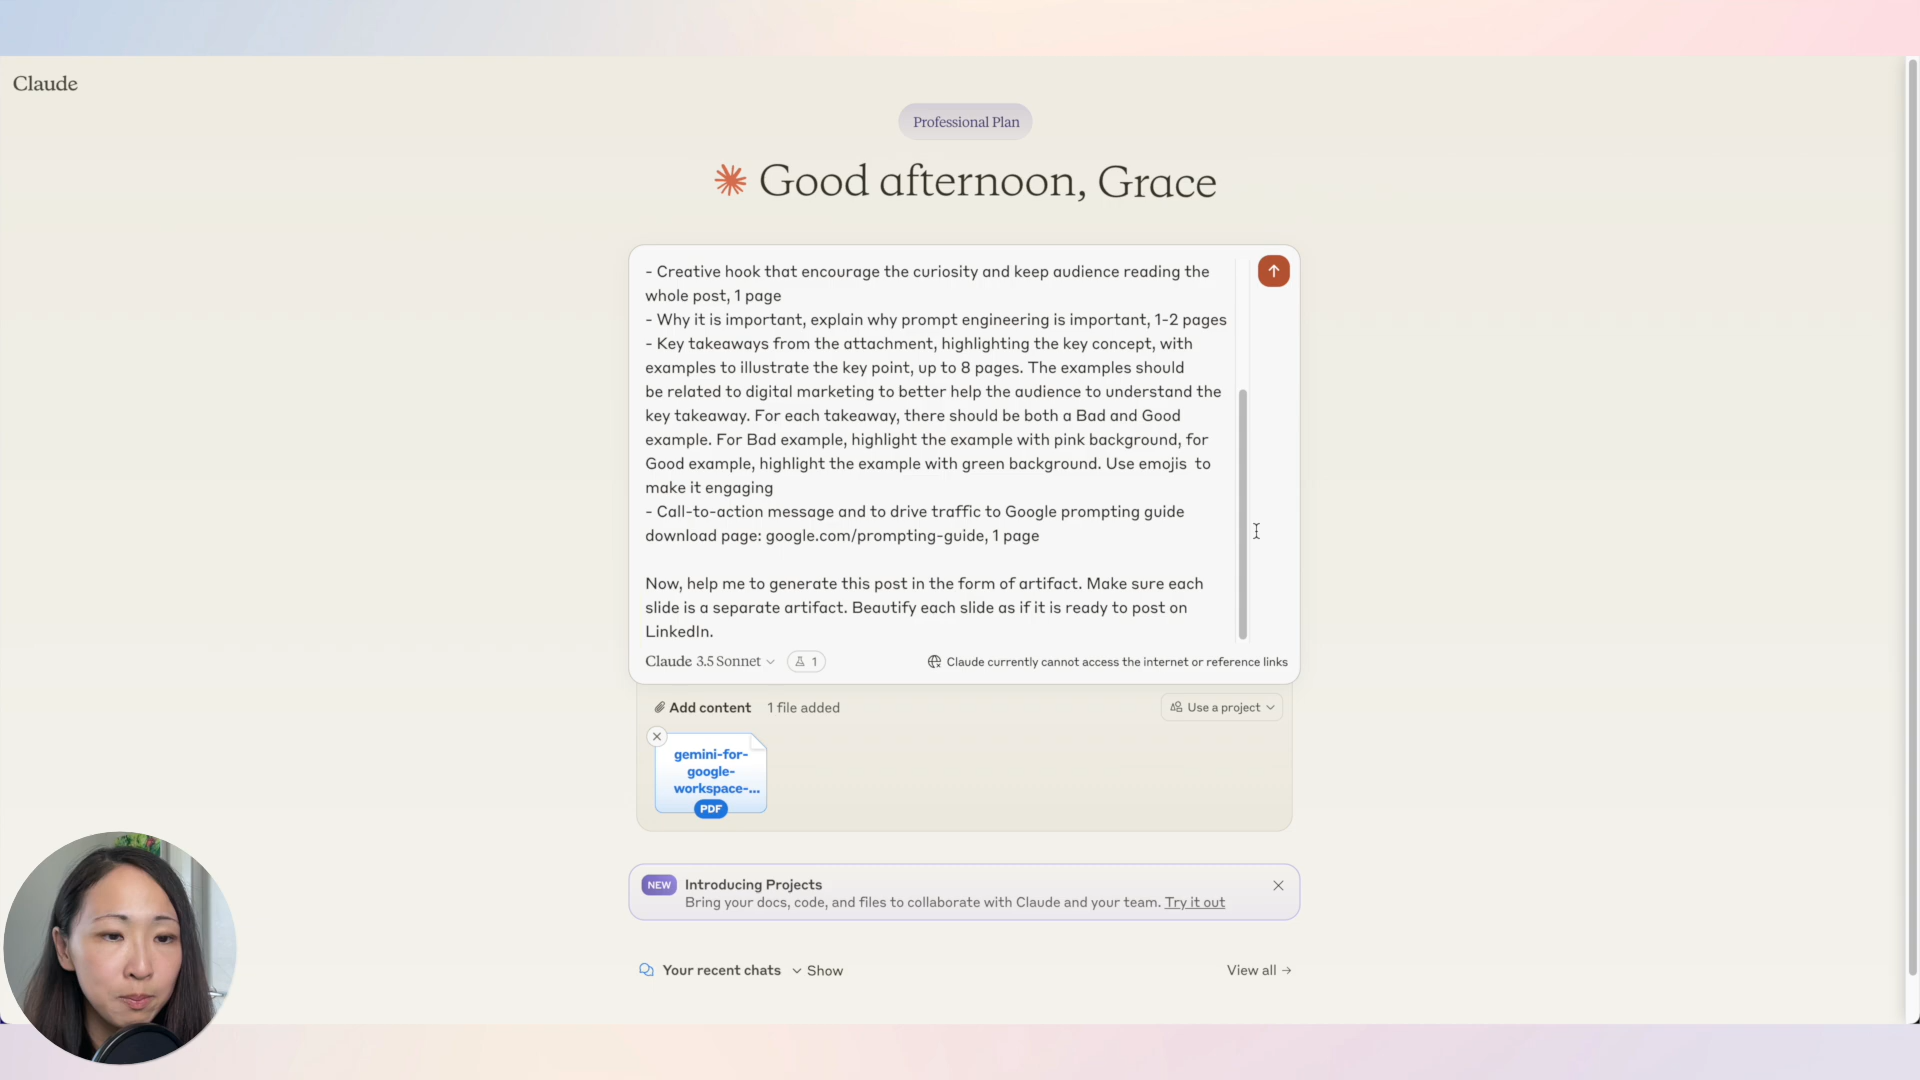 Claude
Professional Plan
Good afternoon, Grace
- Creative hook that encourage the curiosity and keep audience reading the
whole post, 1 page
- Why it is important, explain why prompt engineering is important, 1-2 pages
- Key takeaways from the attachment, highlighting the key concept, with
examples to illustrate the key point, up to 8 pages. The examples should
be related to digital marketing to better help the audience to understand the
key takeaway. For each takeaway, there should be both a Bad and Good
example. For Bad example, highlight the example with pink background, for
Good example, highlight the example with green background. Use emojis  to
make it engaging
- Call-to-action message and to drive traffic to Google prompting guide
download page: google.com/prompting-guide, 1 page
Now, help me to generate this post in the form of artifact. Make sure each
slide is a separate artifact. Beautify each slide as if it is ready to post on
LinkedIn.
Claude 3.5 Sonnet 1 Claude currently cannot access the internet or reference links
Add content 1 file added Use a project
gemini-for-
google-
workspace-...
PDF
NEW Introducing Projects
Bring your docs, code, and files to collaborate with Claude and your team. Try it out
Your recent chats Show View all →